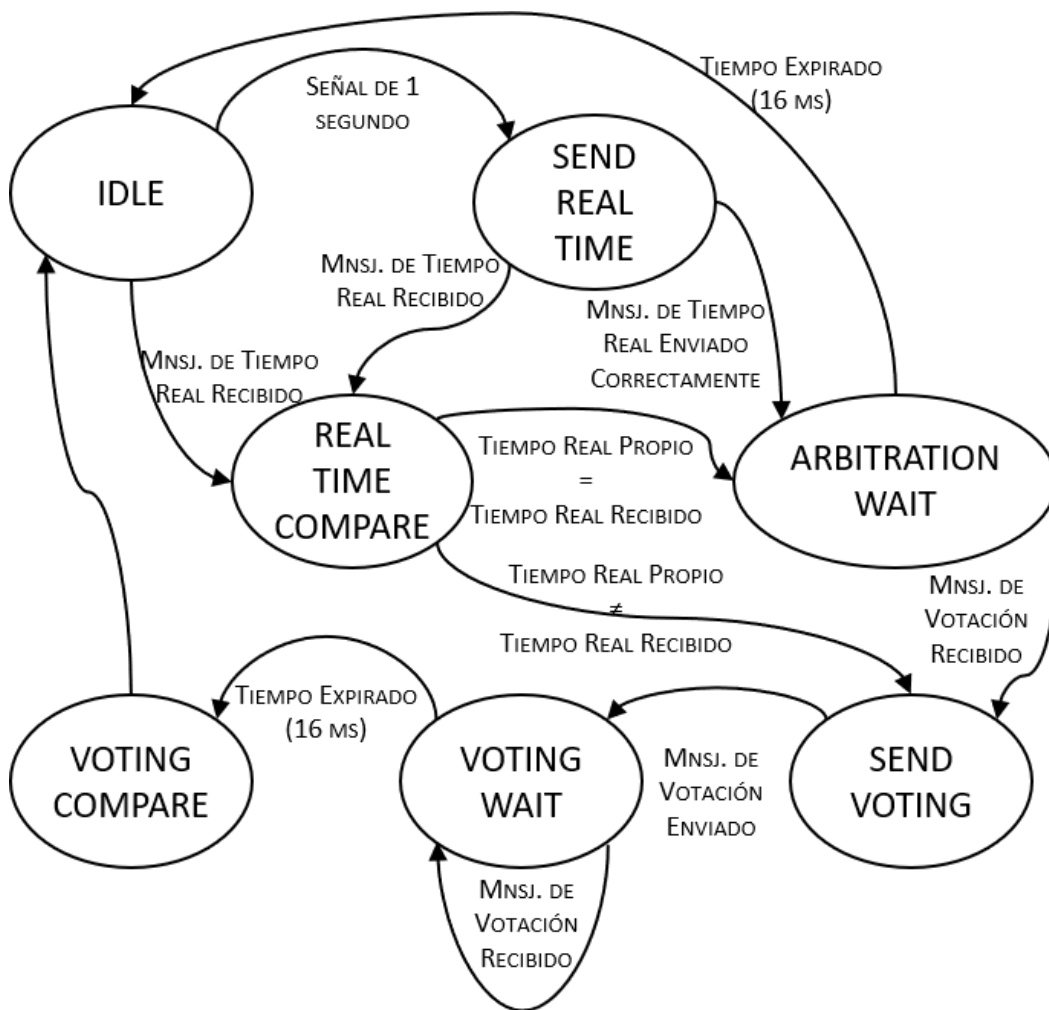 Tiempo Expirado
(16 ms)
Señal de 1
segundo
IDLE
SEND
REAL
TIME
Mnsj. de Tiempo
Real Recibido
Mnsj. de Tiempo
Real Enviado
Correctamente
Mnsj. de Tiempo
Real Recibido
REAL
TIME
COMPARE
Tiempo Real Propio
=
Tiempo Real Recibido
ARBITRATION
WAIT
Tiempo Real Propio
≠
Tiempo Real Recibido
Mnsj. de
Votación
Recibido
Tiempo Expirado
(16 ms)
VOTING
COMPARE
VOTING
WAIT
Mnsj. de
Votación
Enviado
SEND
VOTING
Mnsj. de
Votación
Recibido